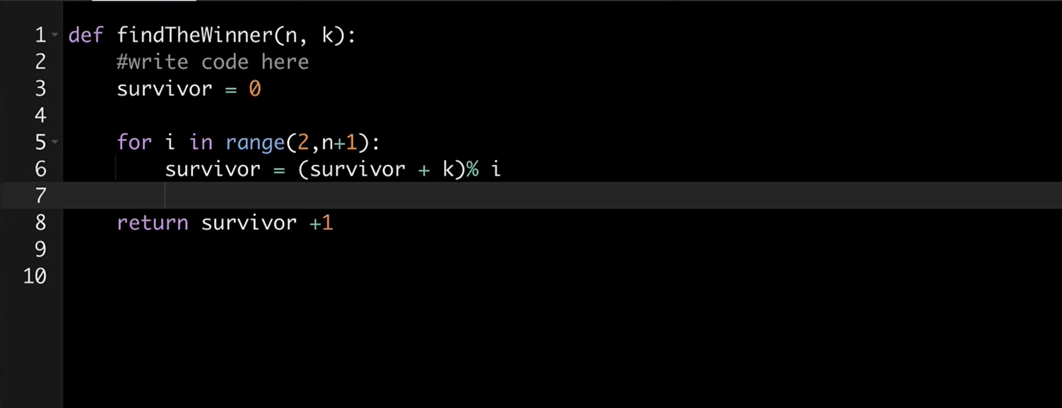 1 def findTheWinner(n, k):
2     #write code here
3     survivor = 0
4
5     for i in range(2,n+1):
6         survivor = (survivor + k)% i
7
8     return survivor +1
9
10